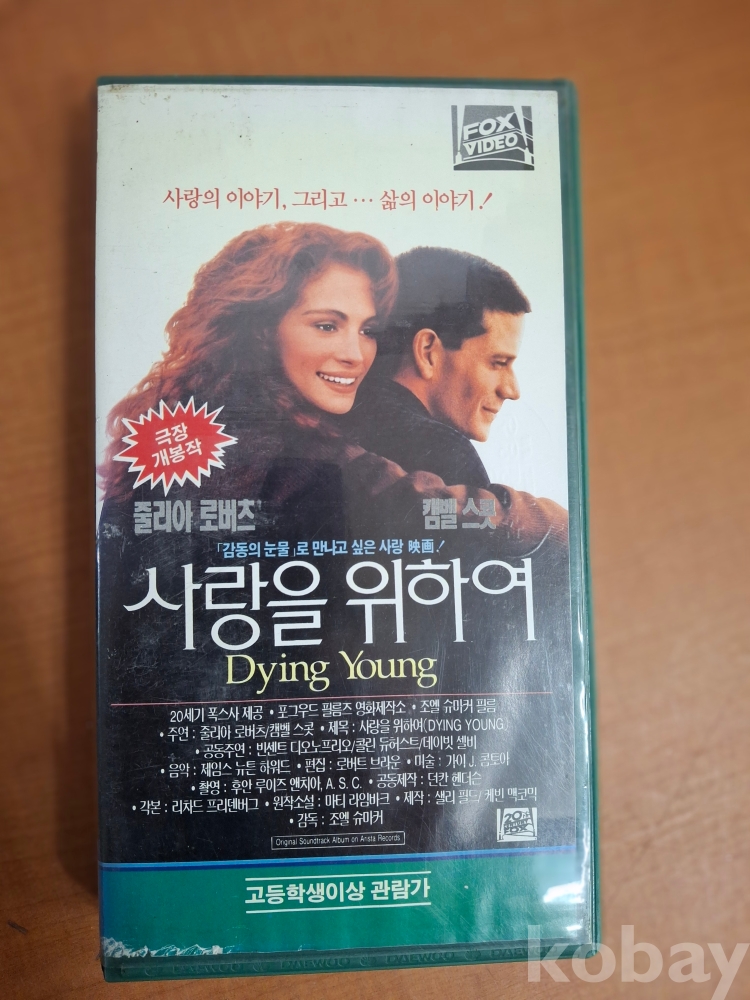 FOX
VIDEO
사랑의 이야기, 그리고 … 삶의 이야기!
극장
개봉작
줄리아 로버츠 캠벨 스콧
「감동의 눈물」로 만나고 싶은 사랑 映画!
사랑을 위하여
Dying Young
20세기 폭스사 제공 • 포그우드 필름즈 영화제작소 • 조엘 슈마커 필름
• 주연 : 줄리아 로버츠/캠벨 스콧 • 제목 : 사랑을 위하여(DYING YOUNG)
• 공동주연 : 빈센트 디오노프리오/콜린 듀허스트/데이빗 셀비
• 음악 : 제임스 뉴튼 하워드 • 편집 : 로버트 브라운 • 미술 : 가이 J. 콤토아
• 촬영 : 후안 루이즈 앤치아, A. S. C. • 공동제작 : 던칸 헨더슨
• 각본 : 리차드 프리덴버그 • 원작소설 : 마티 라임바크 • 제작 : 샐리 필드/케빈 맥코믹
• 감독 : 조엘 슈마커
Original Soundtrack Album on Arista Records
20th
CENTURY
FOX
고등학생이상 관람가
DAEWOO DAEWOO DAEWOO
kobay